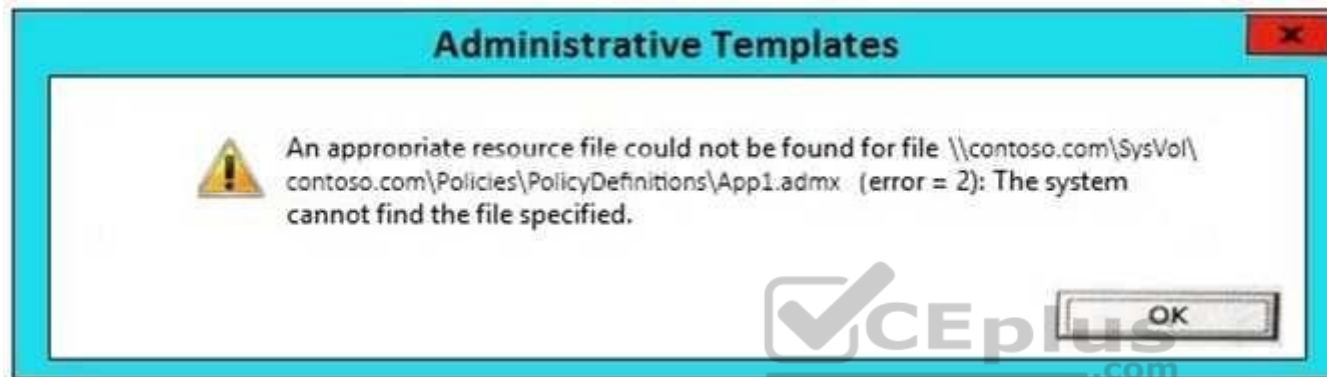 Administrative Templates
An appropriate resource file could not be found for file \\contoso.com\SysVol\
contoso.com\Policies\PolicyDefinitions\App1.admx (error = 2): The system
cannot find the file specified.
OK
VCEplus
.com